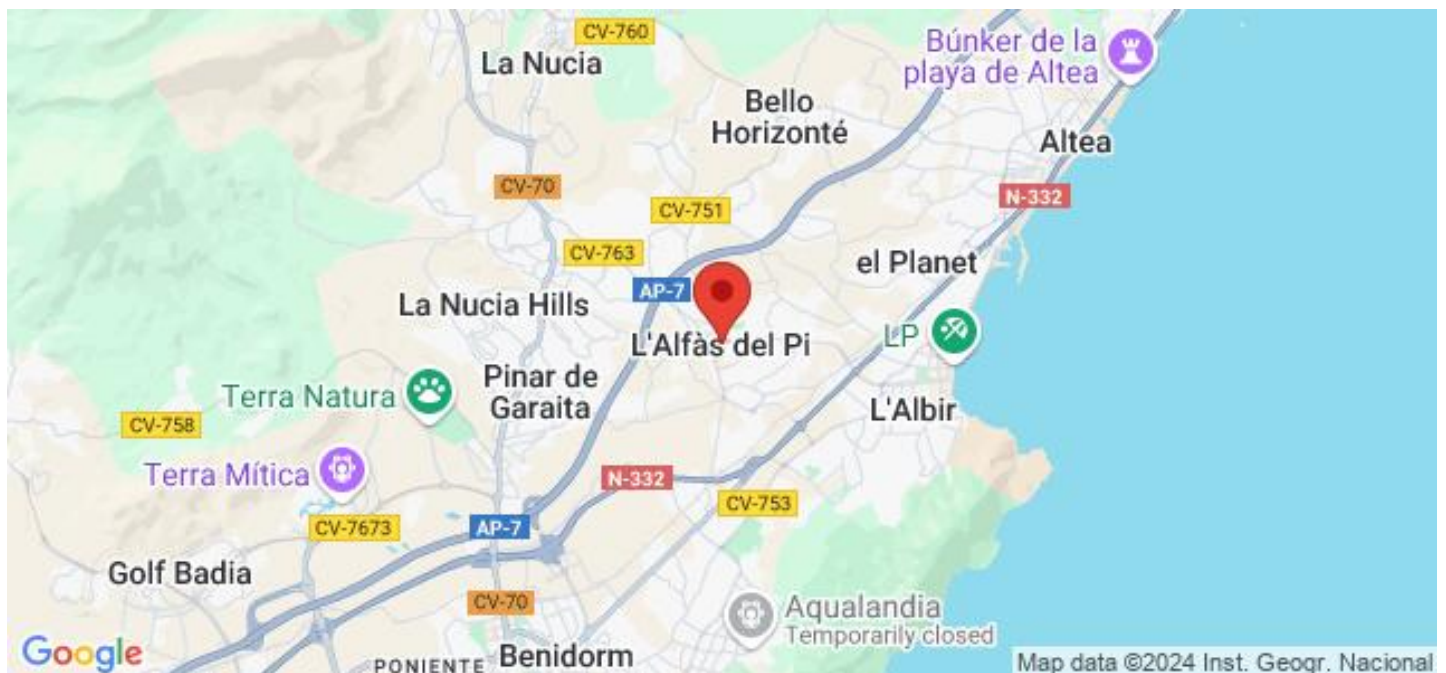 CV-760
La Nucia
Búnker de la
playa de Altea
Bello
Horizonté
Altea
CV-70
N-332
CV-751
CV-763
el Planet
AP-7
La Nucia Hills
L'Alfàs del Pi
LP
Pinar de
Garaita
Terra Natura
L'Albir
CV-758
Terra Mítica
N-332
CV-753
CV-7673
AP-7
Golf Badia
CV-70
Aqualandia
Temporarily closed
Google
PONIENTE
Benidorm
Map data ©2024 Inst. Geogr. Nacional